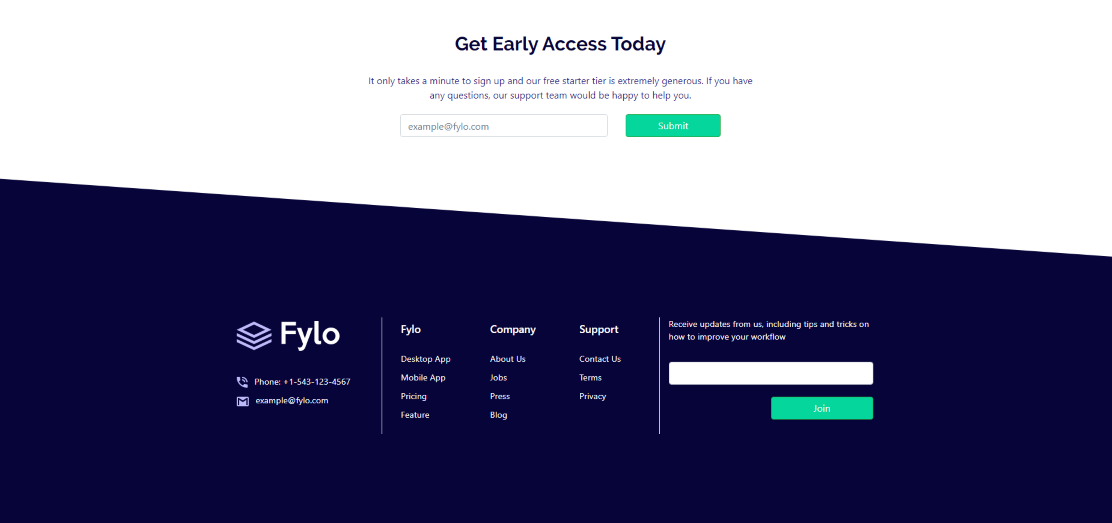 Get Early Access Today
It only takes a minute to sign up and our free starter tier is extremely generous. If you have
any questions, our support team would be happy to help you.
example@fylo.com
Submit
Fylo
Phone: +1-543-123-4567
example@fylo.com
Fylo
Desktop App
Mobile App
Pricing
Feature
Company
About Us
Jobs
Press
Blog
Support
Contact Us
Terms
Privacy
Receive updates from us, including tips and tricks on
how to improve your workflow
Join